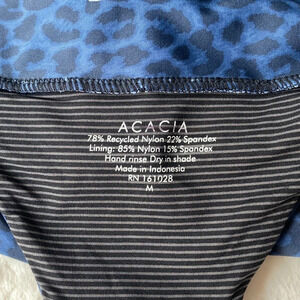 ACACIA
78% Recycled Nylon 22% Spandex
Lining: 85% Nylon 15% Spandex
Hand rinse Dry in shade
Made in Indonesia
RN 161028
M